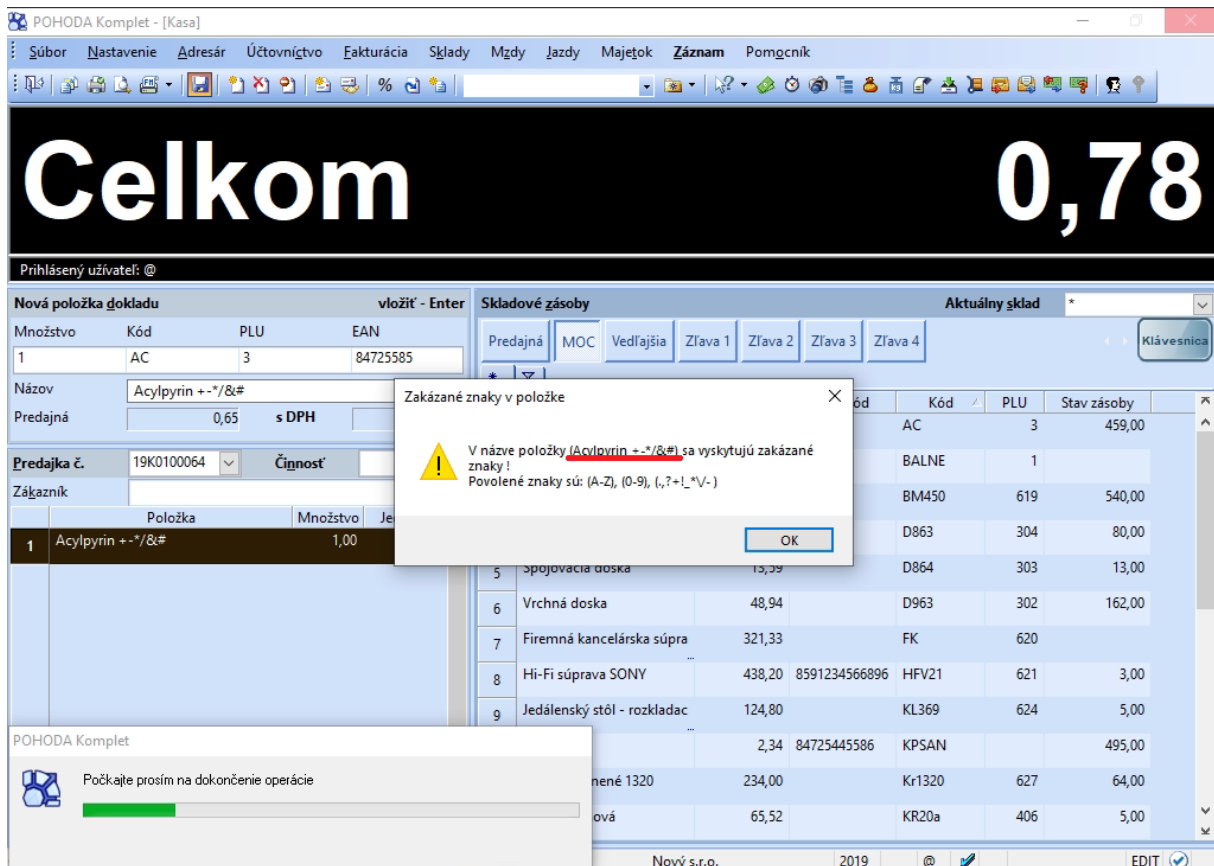 POHODA Komplet - [Kasa]
Súbor Nastavenie Adresár Účtovníctvo Fakturácia Sklady Mzdy Jazdy Majetok Záznam Pomocník
Celkom 0,78
Prihlásený užívateľ: @
Nová položka dokladu vložiť - Enter
Množstvo Kód PLU EAN
1 AC 3 84725585
Názov Acylpyrin +-*/&#
Predajná 0,65 s DPH
Predajka č. 19K0100064 Činnosť
Zákazník
Položka Množstvo Je
1 Acylpyrin +-*/&# 1,00
Skladové zásoby Aktuálny sklad *
Predajná MOC Vedľajšia Zľava 1 Zľava 2 Zľava 3 Zľava 4 Klávesnica
ód Kód PLU Stav zásoby
AC 3 459,00
BALNE 1
BM450 619 540,00
D863 304 80,00
5 Spojovacia doska 13,59 D864 303 13,00
6 Vrchná doska 48,94 D963 302 162,00
7 Firemná kancelárska súpra ... 321,33 FK 620
8 Hi-Fi súprava SONY 438,20 8591234566896 HFV21 621 3,00
9 Jedálenský stôl - rozkladac ... 124,80 KL369 624 5,00
2,34 84725445586 KPSAN 495,00
nené 1320 234,00 Kr1320 627 64,00
ová 65,52 KR20a 406 5,00
Zakázané znaky v položke
V názve položky (Acylpyrin +-*/&#) sa vyskytujú zakázané
znaky !
Povolené znaky sú: (A-Z), (0-9), (.,?+!_*\/- )
OK
POHODA Komplet
Počkajte prosím na dokončenie operácie
Nový s.r.o. 2019 @ EDIT